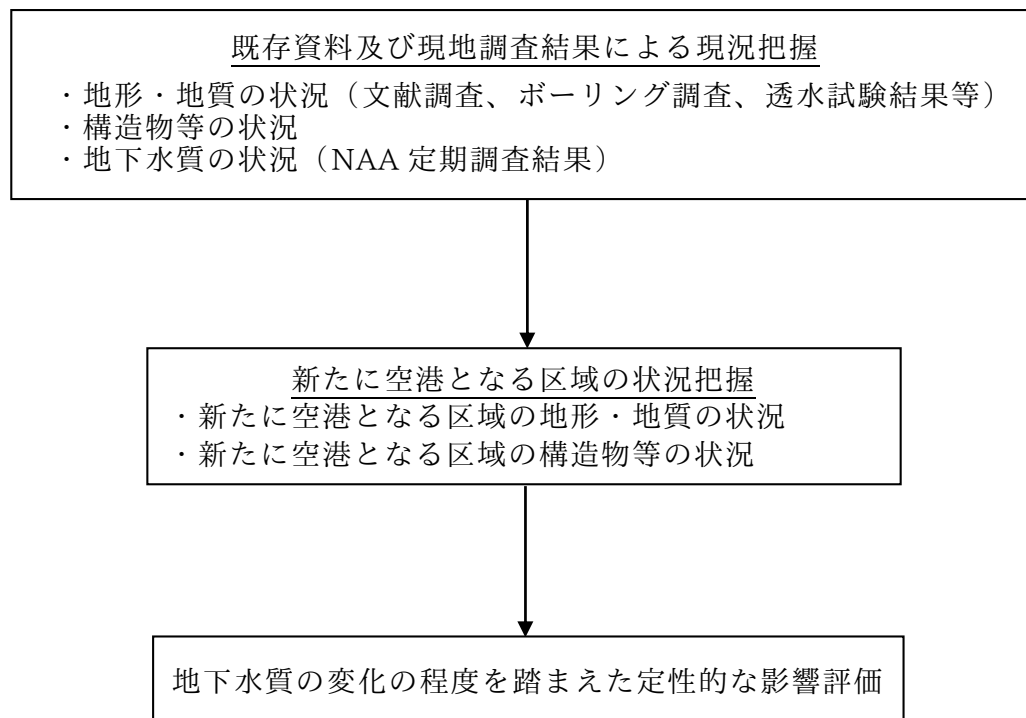 既存資料及び現地調査結果による現況把握
・地形・地質の状況（文献調査、ボーリング調査、透水試験結果等）
・構造物等の状況
・地下水質の状況（NAA 定期調査結果）
新たに空港となる区域の状況把握
・新たに空港となる区域の地形・地質の状況
・新たに空港となる区域の構造物等の状況
地下水質の変化の程度を踏まえた定性的な影響評価